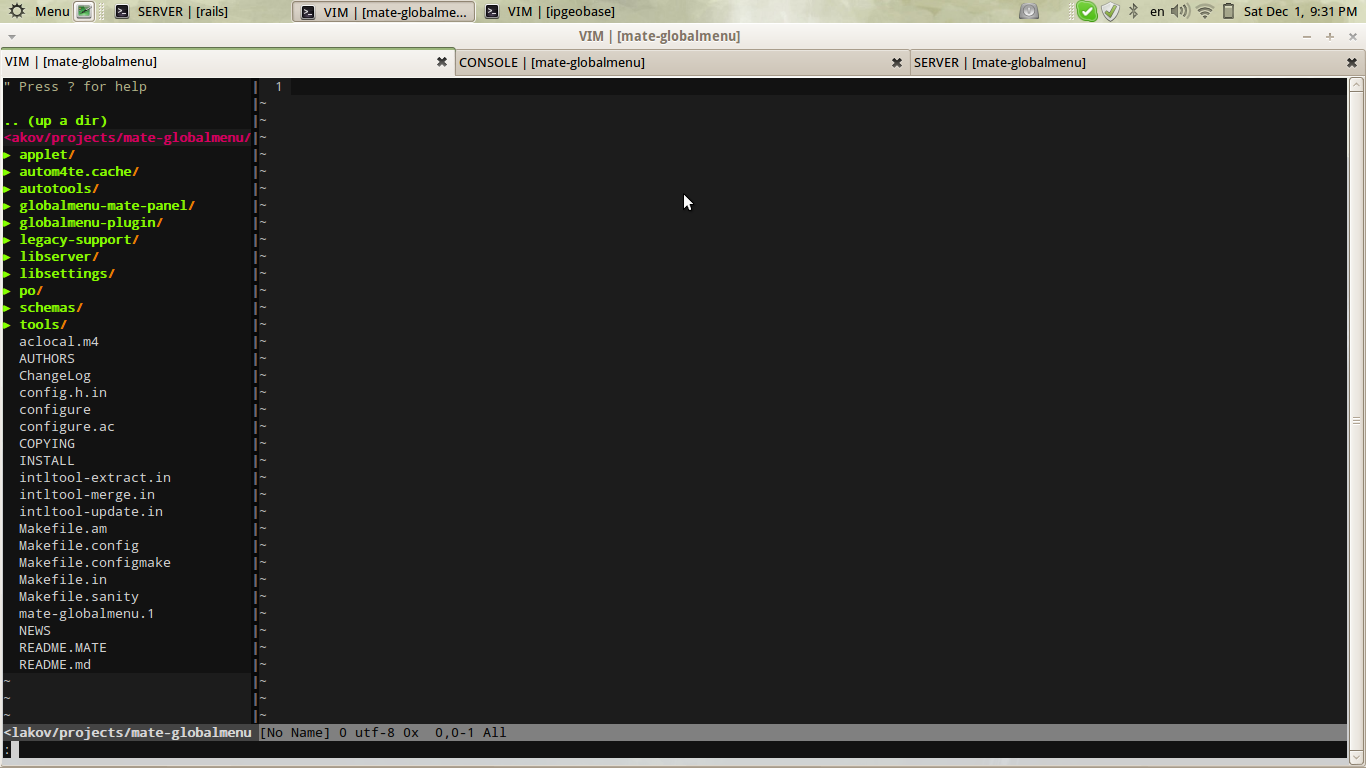 Menu SERVER | [rails] VIM | [mate-globalme... VIM | [ipgeobase] en Sat Dec 1, 9:31 PM
VIM | [mate-globalmenu]
VIM | [mate-globalmenu] CONSOLE | [mate-globalmenu] SERVER | [mate-globalmenu]
" Press ? for help
1
.. (up a dir)
<akov/projects/mate-globalmenu/
▸ applet/
▸ autom4te.cache/
▸ autotools/
▸ globalmenu-mate-panel/
▸ globalmenu-plugin/
▸ legacy-support/
▸ libserver/
▸ libsettings/
▸ po/
▸ schemas/
▸ tools/
aclocal.m4
AUTHORS
ChangeLog
config.h.in
configure
configure.ac
COPYING
INSTALL
intltool-extract.in
intltool-merge.in
intltool-update.in
Makefile.am
Makefile.config
Makefile.configmake
Makefile.in
Makefile.sanity
mate-globalmenu.1
NEWS
README.MATE
README.md
~
~
~
<lakov/projects/mate-globalmenu [No Name] 0 utf-8 0x 0,0-1 All
: